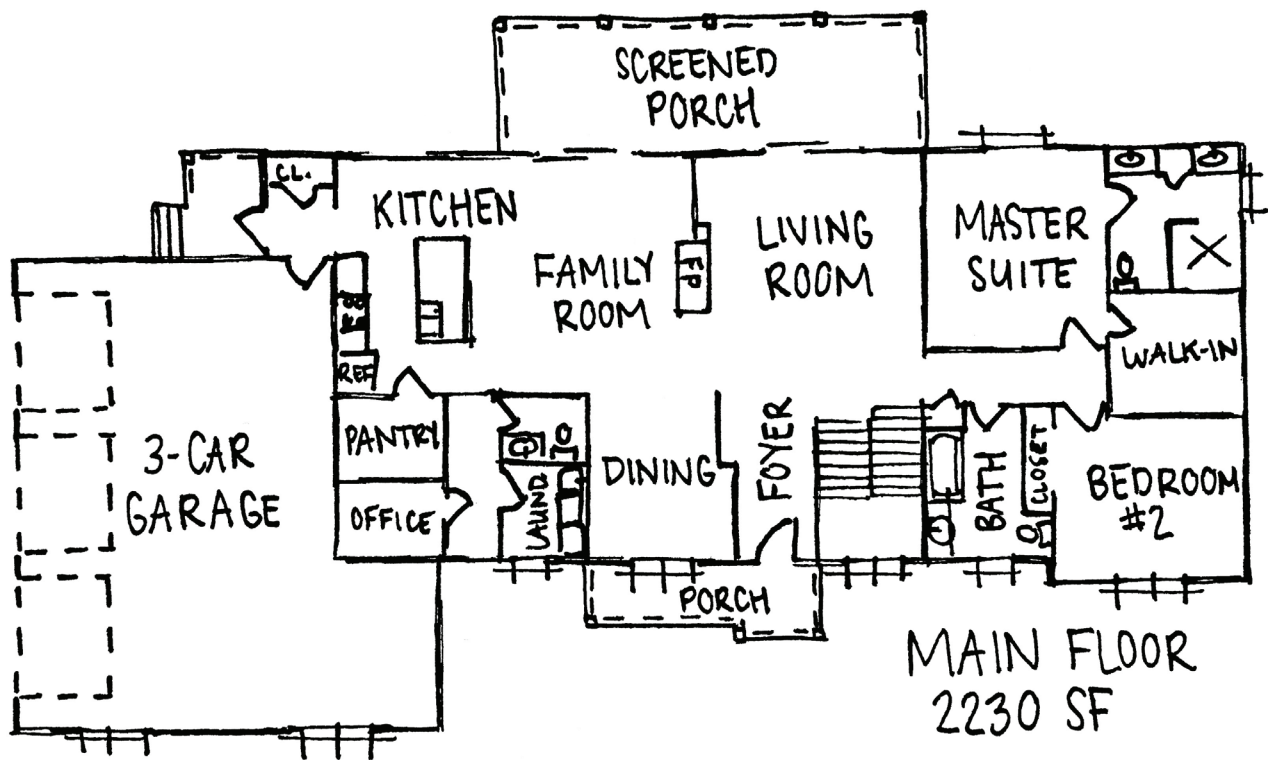 SCREENED
PORCH
CL.
KITCHEN
FAMILY
ROOM
FP
LIVING
ROOM
MASTER
SUITE
WALK-IN
REF
PANTRY
OFFICE
3-CAR
GARAGE
LAUND
DINING
FOYER
BATH
CLOSET
BEDROOM
#2
PORCH
MAIN FLOOR
2230 SF